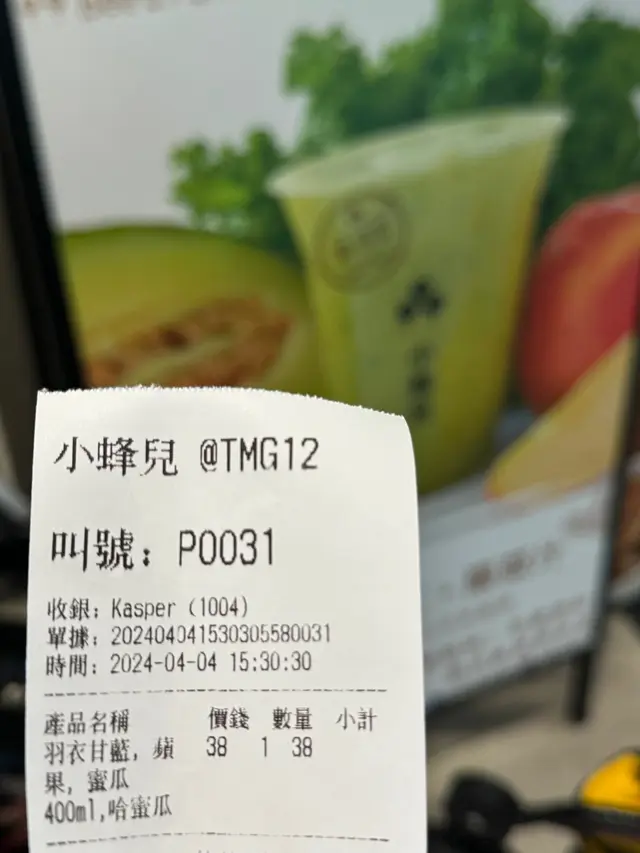 小蜂兒 @TMG12
叫號: P0031
收銀: Kasper (1004)
單據: 202404041530305580031
時間: 2024-04-04 15:30:30
產品名稱 價錢 數量 小計
羽衣甘藍, 蘋 38 1 38
果, 蜜瓜
400ml,哈蜜瓜